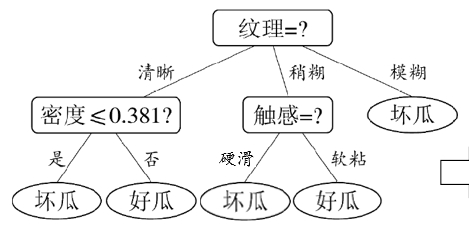 纹理=?
清晰 稍糊 模糊
密度≤0.381? 触感=? 坏瓜
是 否 硬滑 软粘
坏瓜 好瓜 坏瓜 好瓜